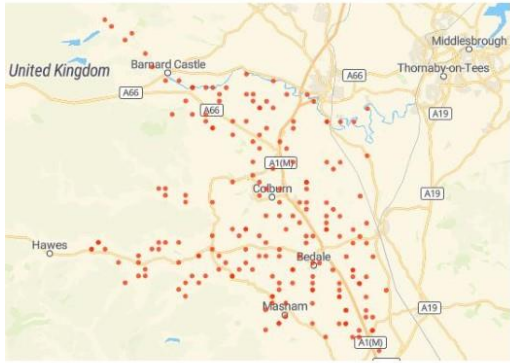 Middlesbrough
United Kingdom
Barnard Castle
A66
Thornaby-on-Tees
A66
A66
A19
A1(M)
Colburn
A19
Hawes
Bedale
Masham
A19
A1(M)